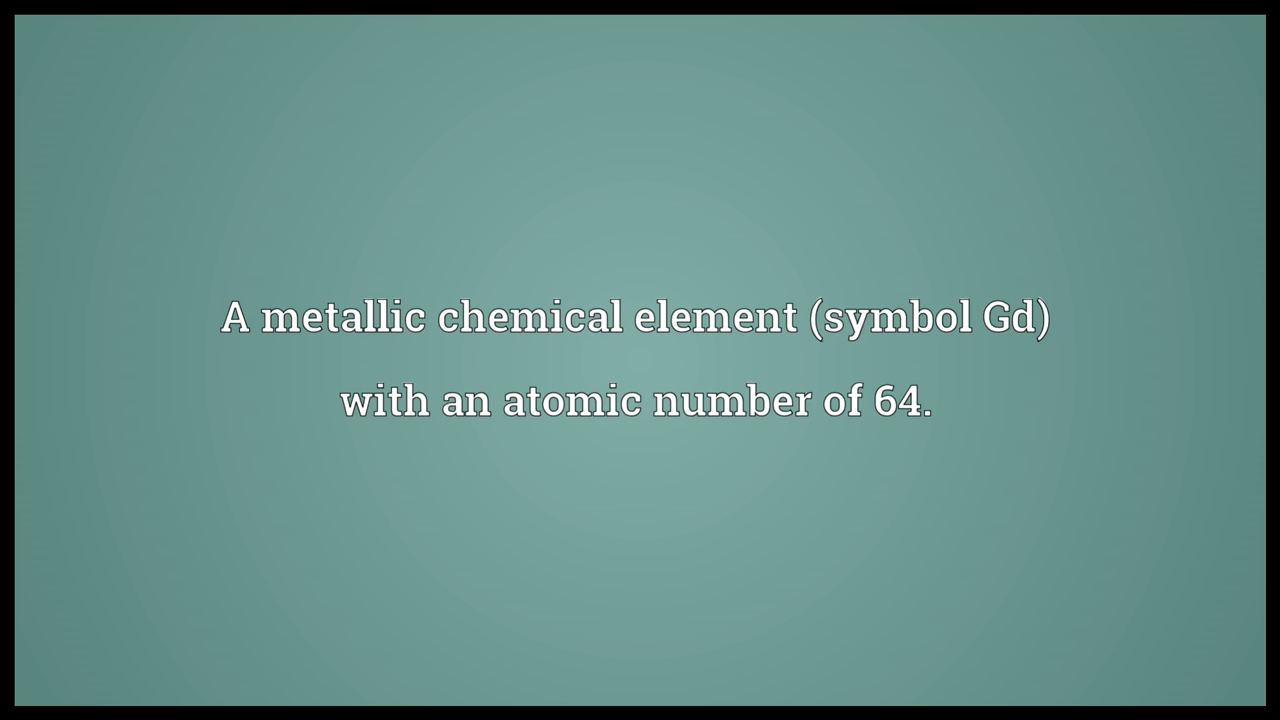 A metallic chemical element (symbol Gd)
with an atomic number of 64.